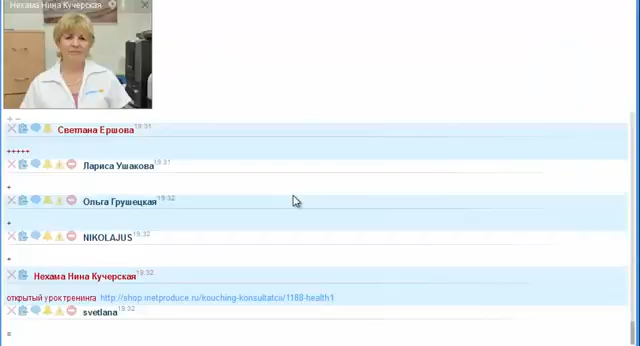 Нехама Нина Кучерская
+ −
Светлана Ершова 19:31
+++++
Лариса Ушакова 19:31
+
Ольга Грушецкая 19:32
+
NIKOLAJUS 19:32
+
Нехама Нина Кучерская 19:32
открытый урок тренинга http://shop.inetproduce.ru/kouching-konsultatcii/1188-health1
svetlana 19:32
=